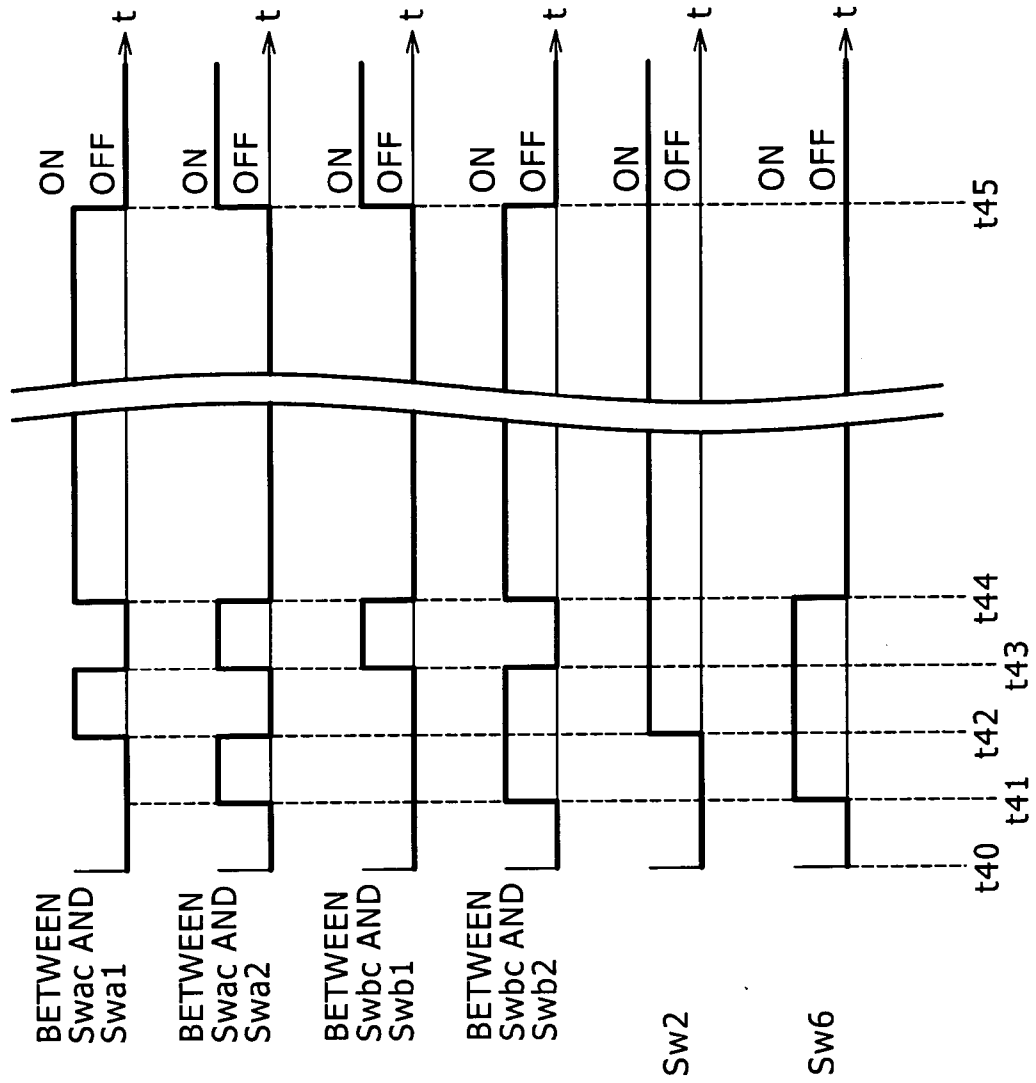 BETWEEN
Swac AND
Swa1
ON
OFF
t
BETWEEN
Swac AND
Swa2
ON
OFF
t
BETWEEN
Swbc AND
Swb1
ON
OFF
t
BETWEEN
Swbc AND
Swb2
ON
OFF
t
Sw2
ON
OFF
t
Sw6
ON
OFF
t
t40
t41
t42
t43
t44
t45